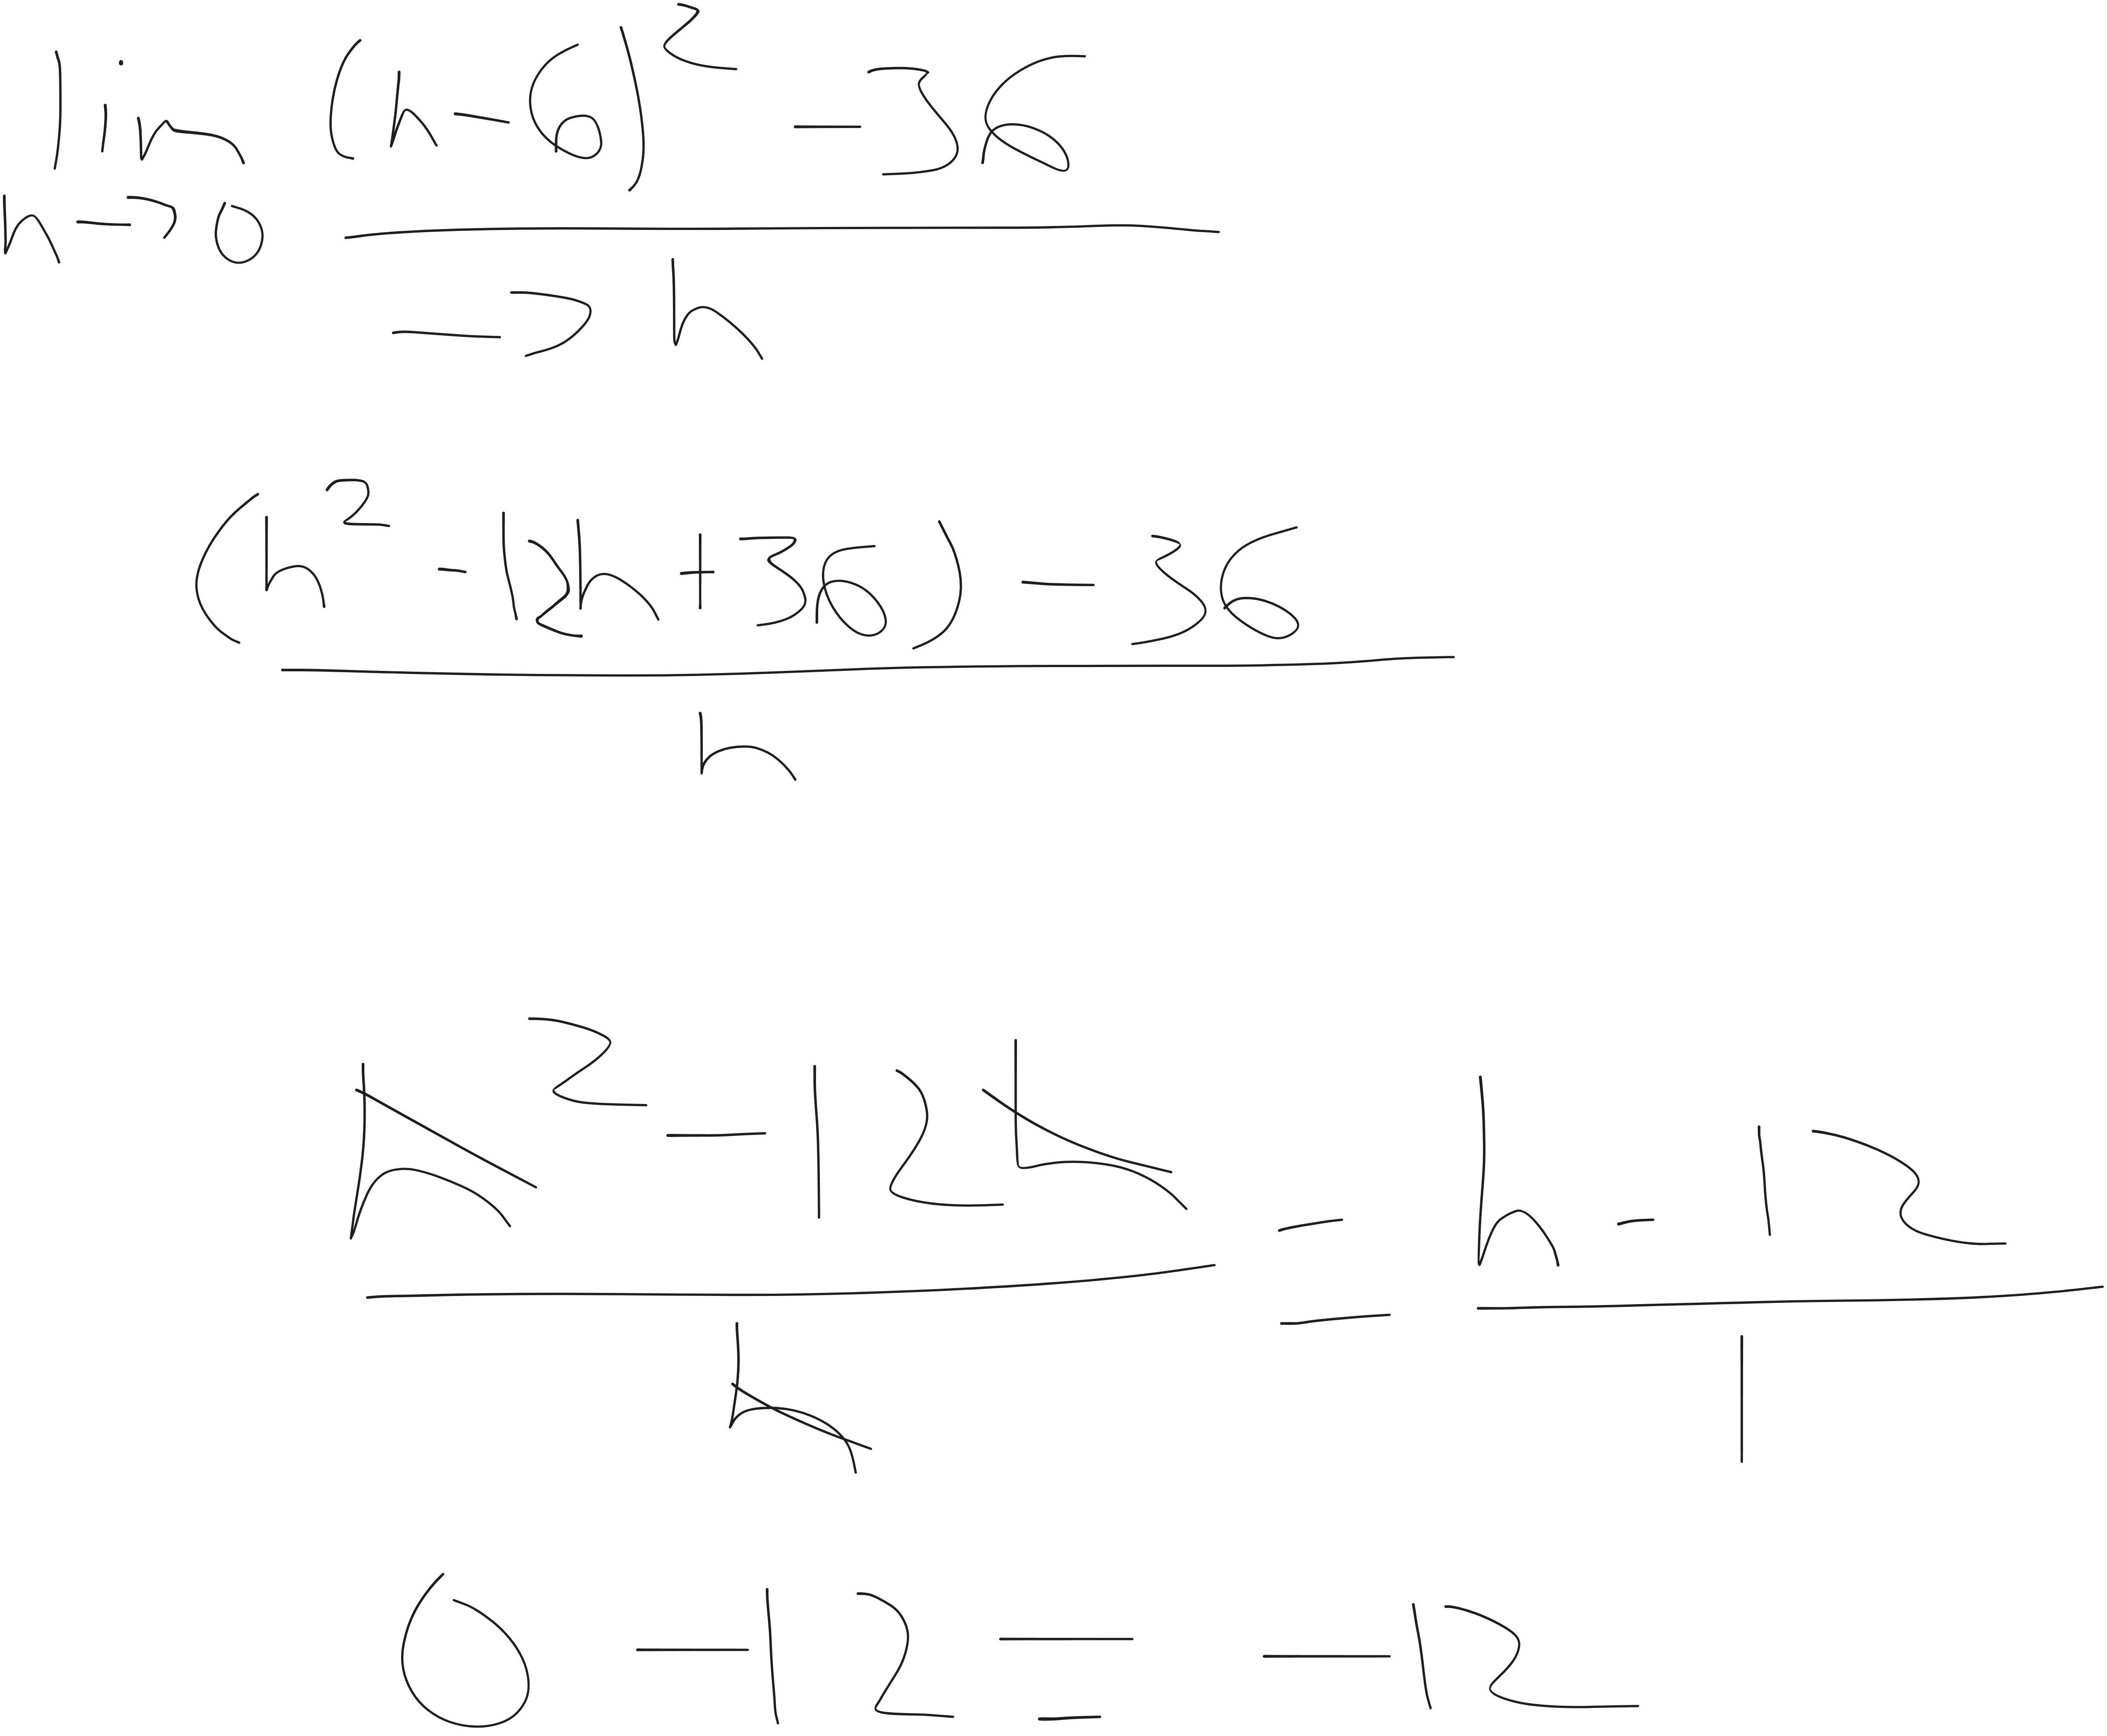 lim (h-6)² - 36
h→0
→ h
(h² - 12h + 36) - 36
h
h² - 12h = h - 12
h 1
0 - 12 = -12